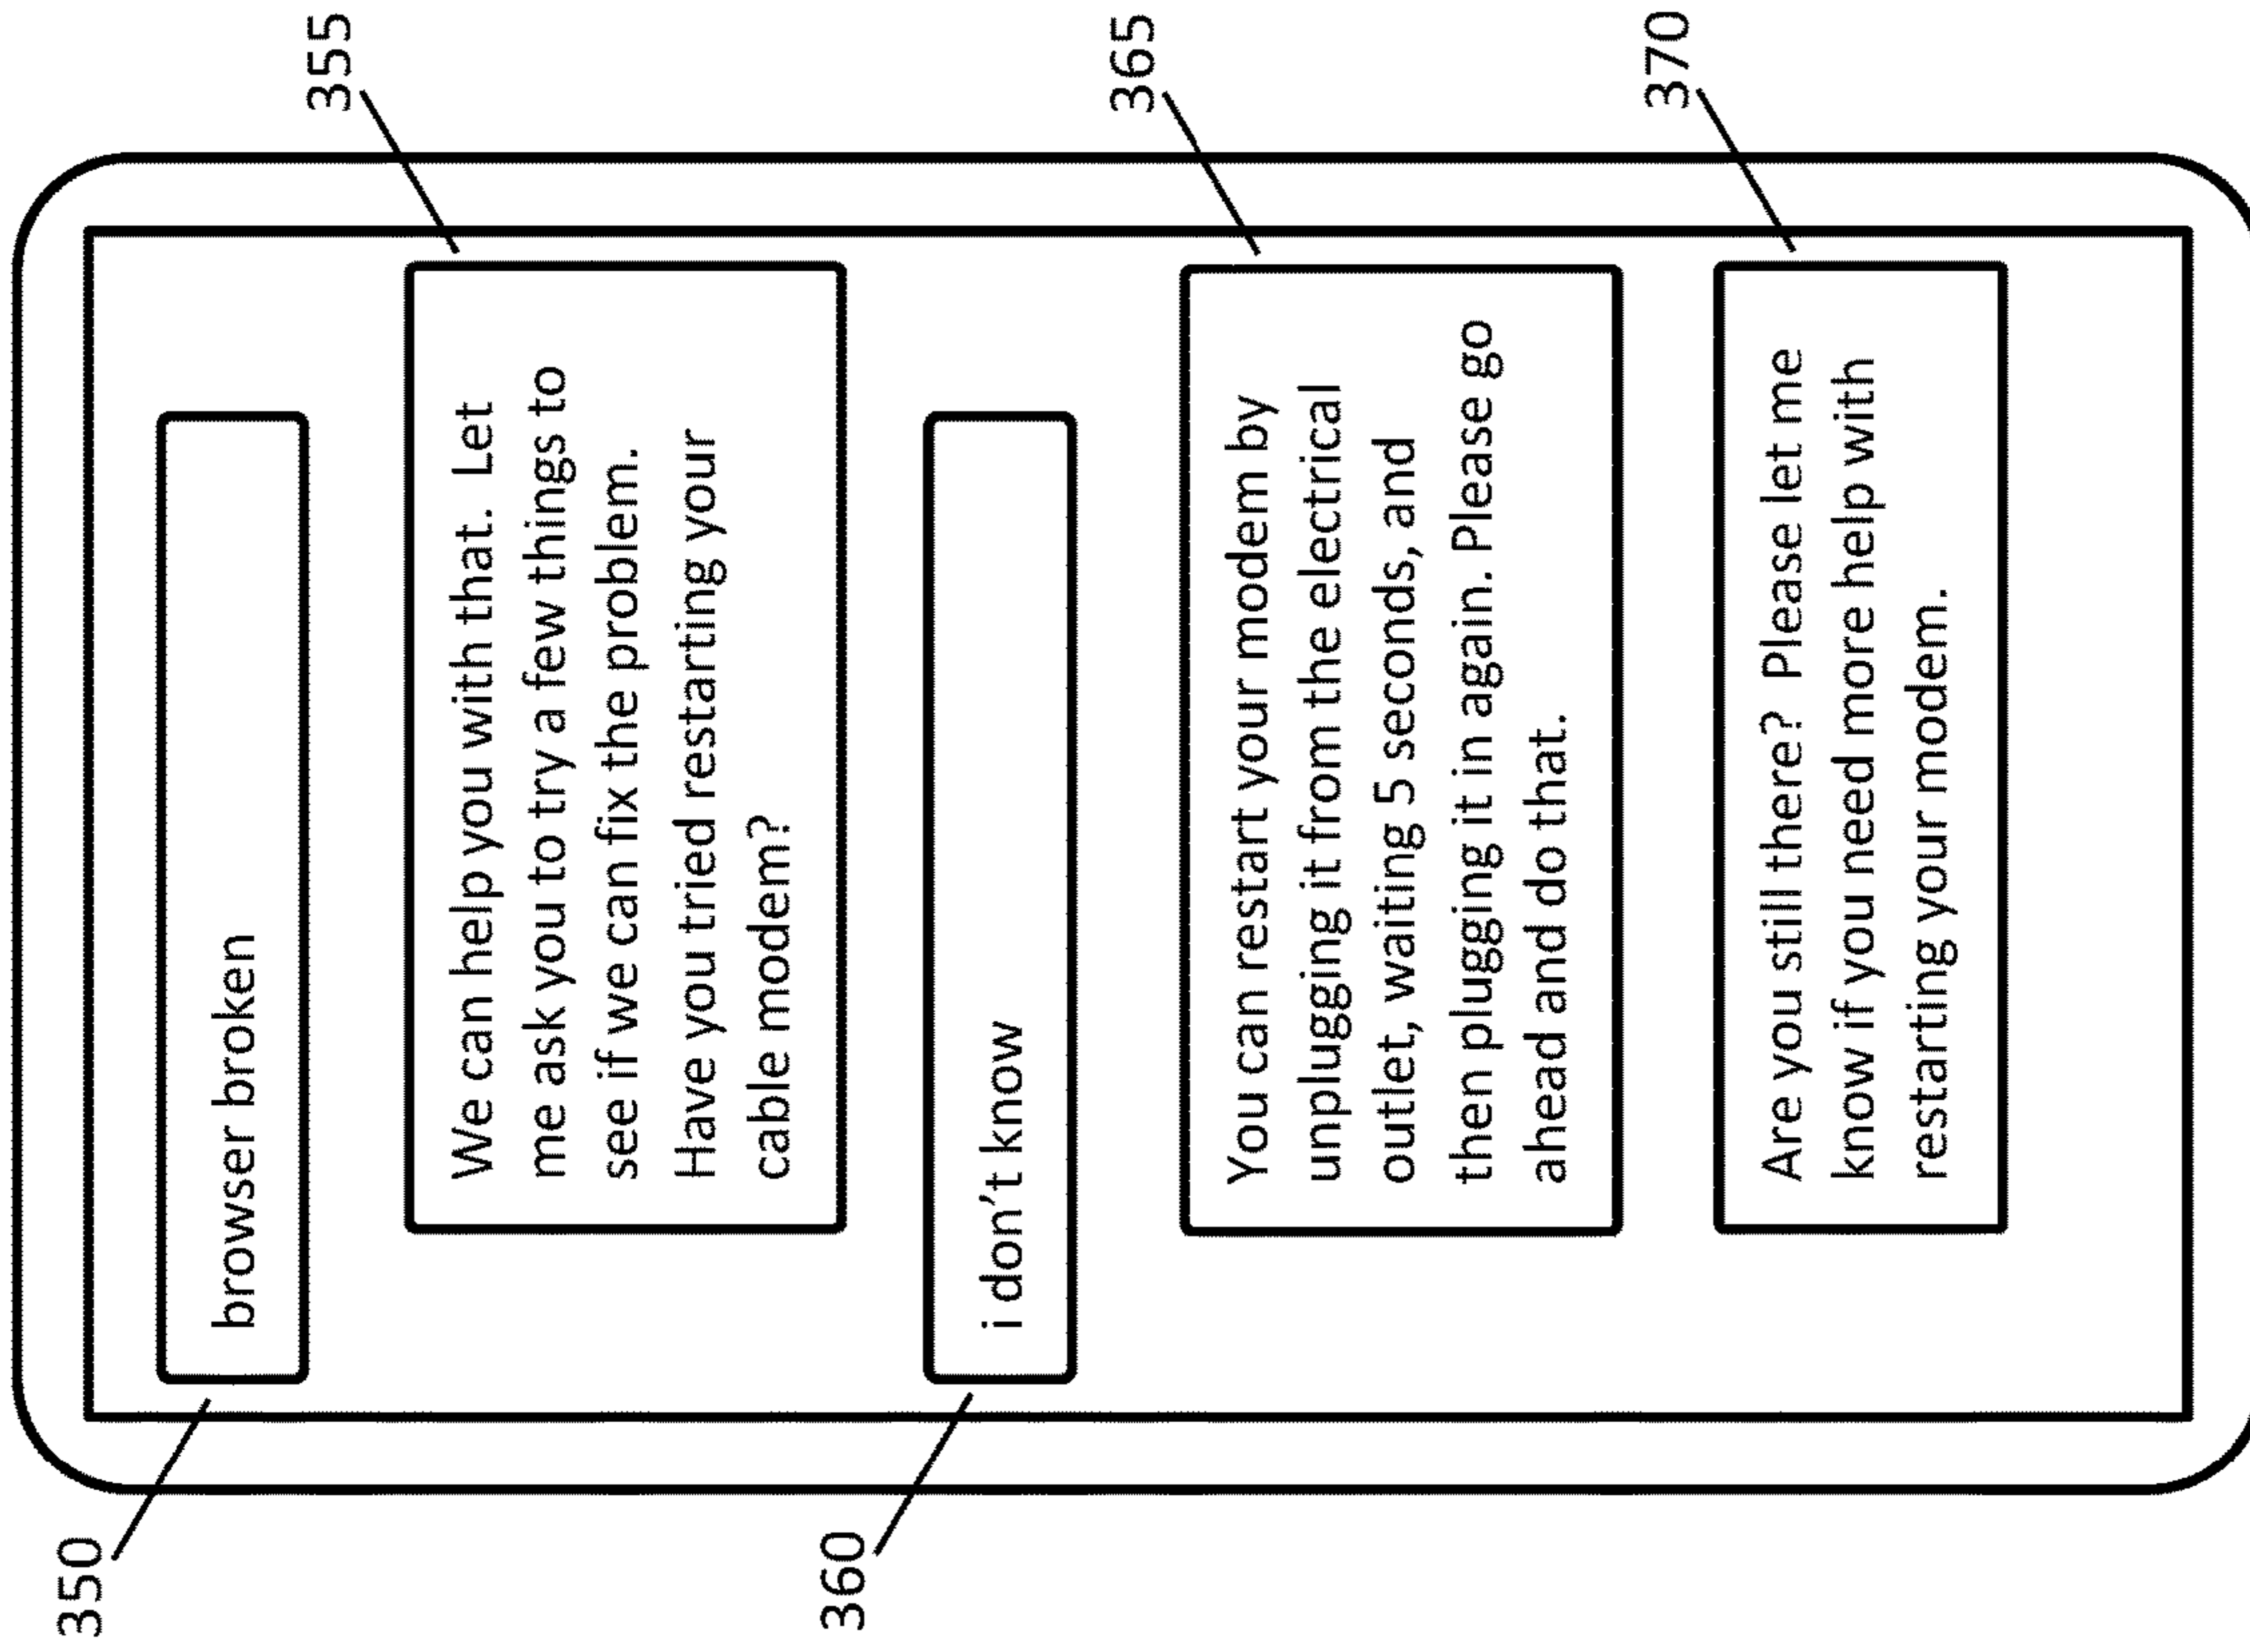 350
browser broken
355
We can help you with that.  Let
me ask you to try a few things to
see if we can fix the problem.
Have you tried restarting your
cable modem?
360
i don't know
365
You can restart your modem by
unplugging it from the electrical
outlet, waiting 5 seconds, and
then plugging it in again. Please go
ahead and do that.
370
Are you still there?  Please let me
know if you need more help with
restarting your modem.